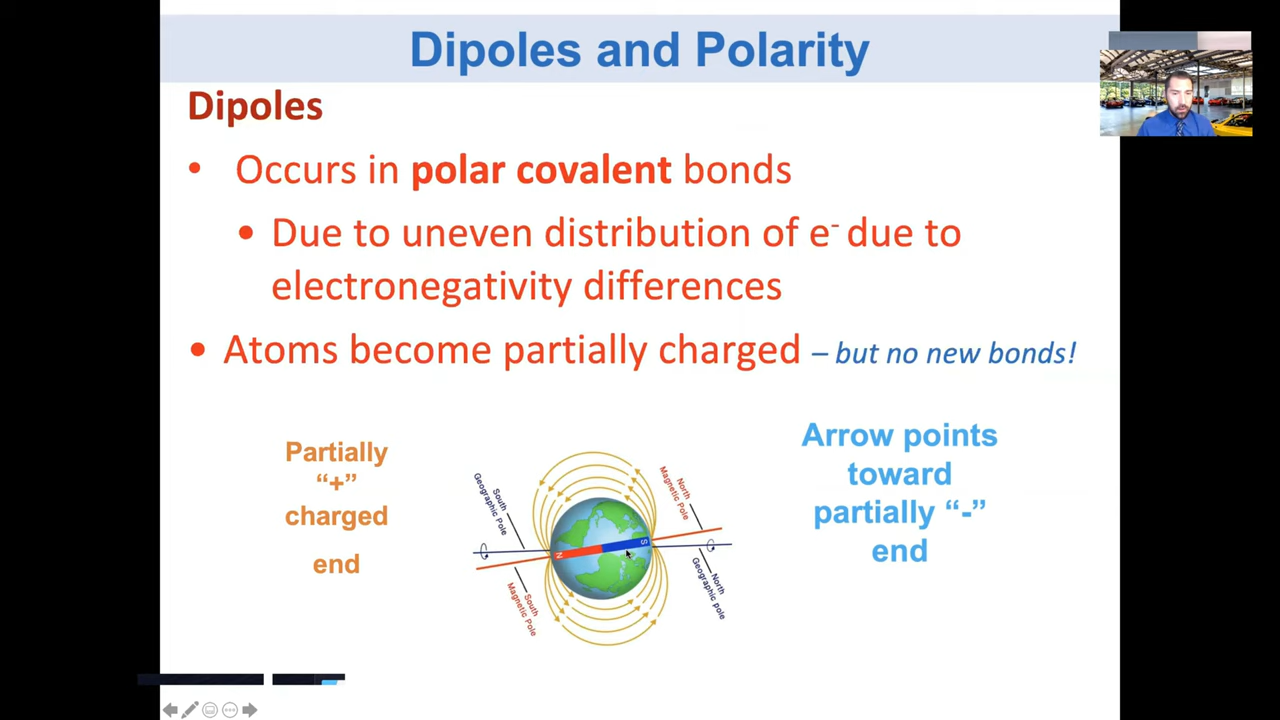 Dipoles and Polarity
Dipoles
• Occurs in polar covalent bonds
• Due to uneven distribution of e- due to
electronegativity differences
• Atoms become partially charged – but no new bonds!
Partially
“+”
charged
end
South
Geographic Pole
North
Magnetic Pole
N
S
South
Magnetic Pole
North
Geographic pole
Arrow points
toward
partially “-”
end